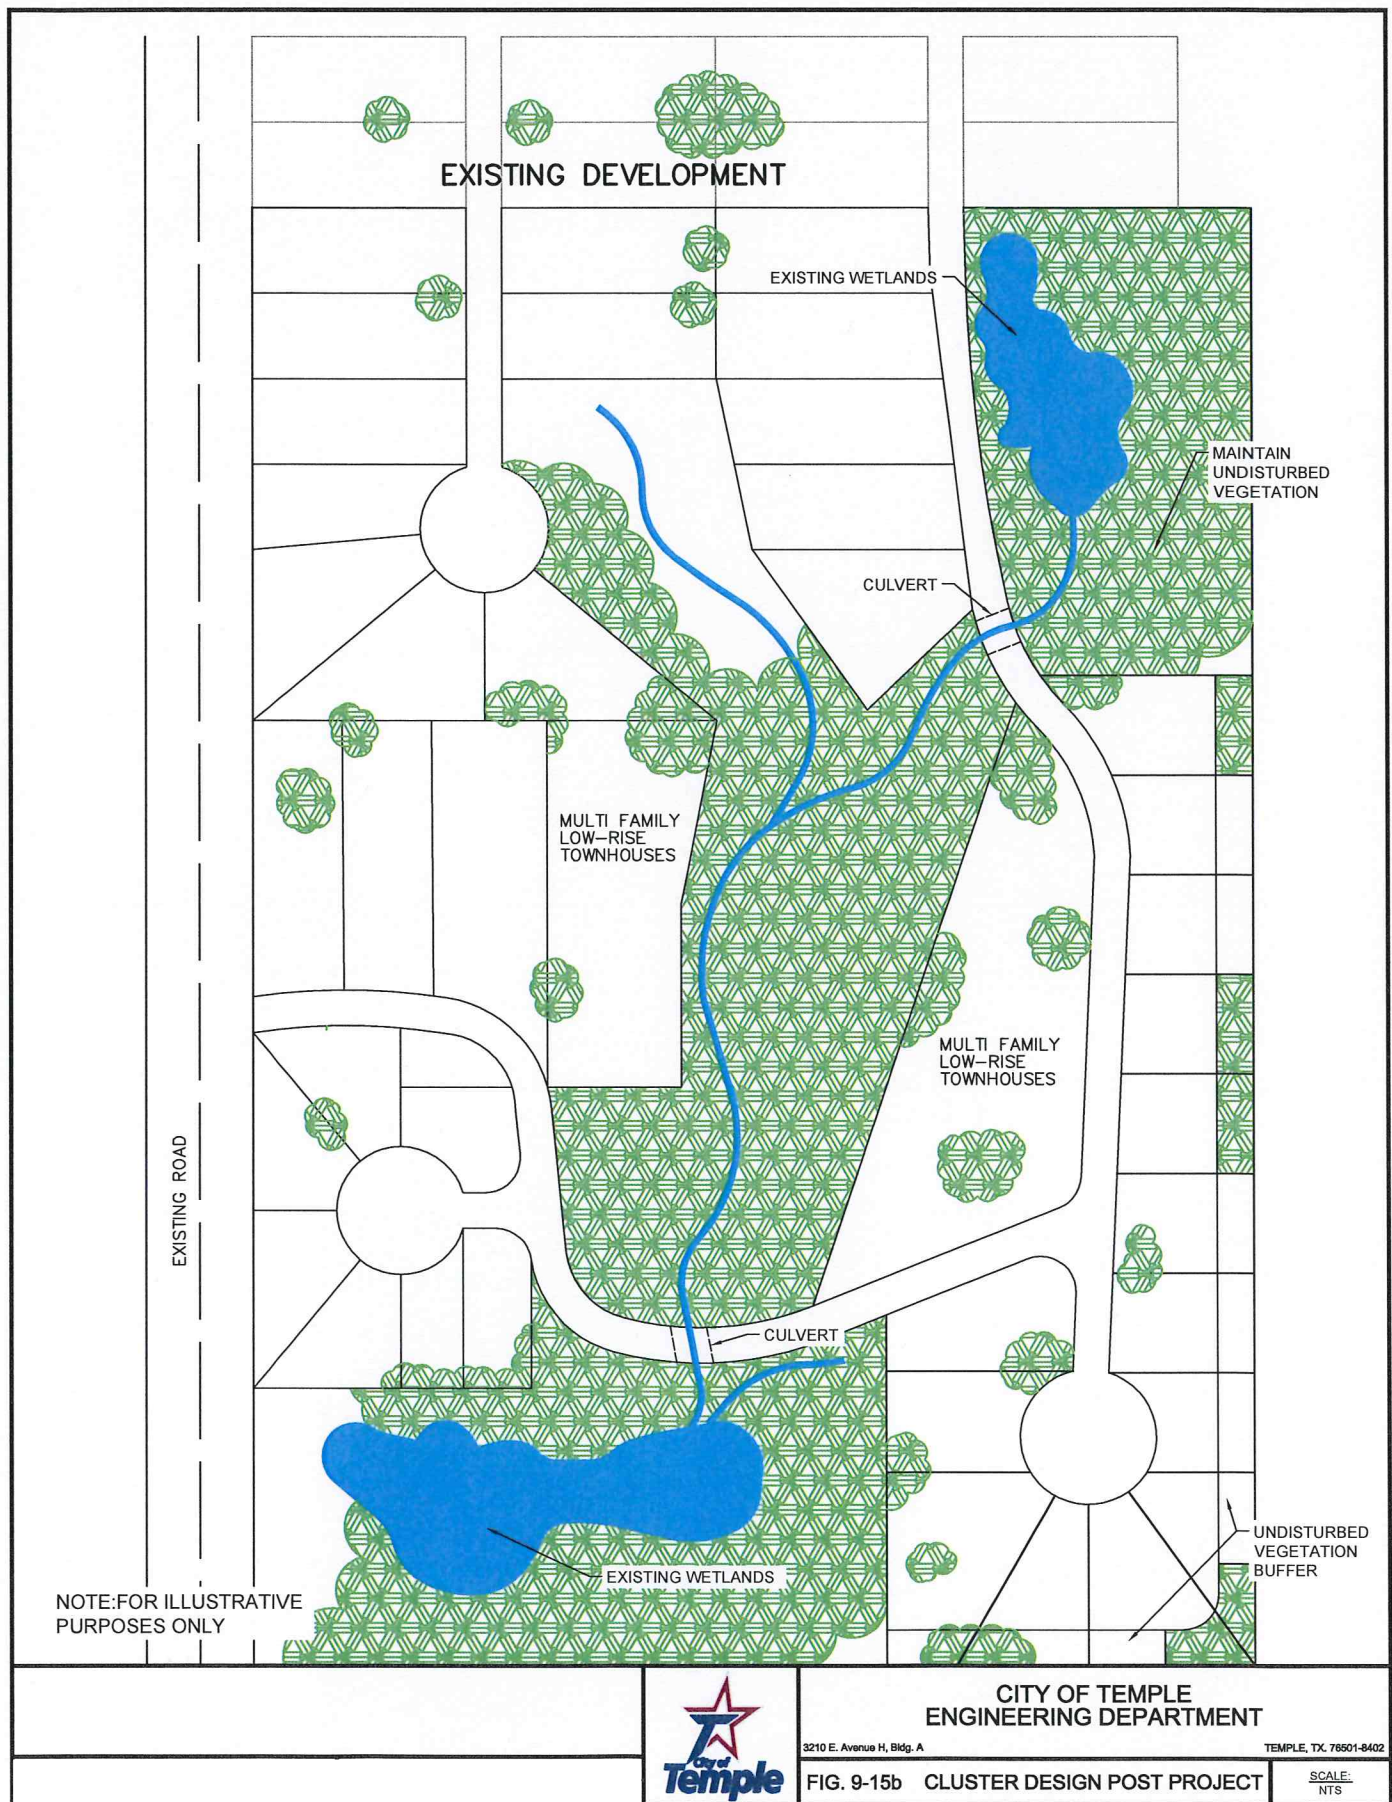 EXISTING DEVELOPMENT
EXISTING WETLANDS
MAINTAIN
UNDISTURBED
VEGETATION
CULVERT
MULTI FAMILY
LOW-RISE
TOWNHOUSES
MULTI FAMILY
LOW-RISE
TOWNHOUSES
EXISTING ROAD
CULVERT
UNDISTURBED
VEGETATION
BUFFER
EXISTING WETLANDS
NOTE:FOR ILLUSTRATIVE
PURPOSES ONLY
City of
Temple
CITY OF TEMPLE
ENGINEERING DEPARTMENT
3210 E. Avenue H, Bldg. A
TEMPLE, TX. 76501-8402
FIG. 9-15b CLUSTER DESIGN POST PROJECT
SCALE:
NTS